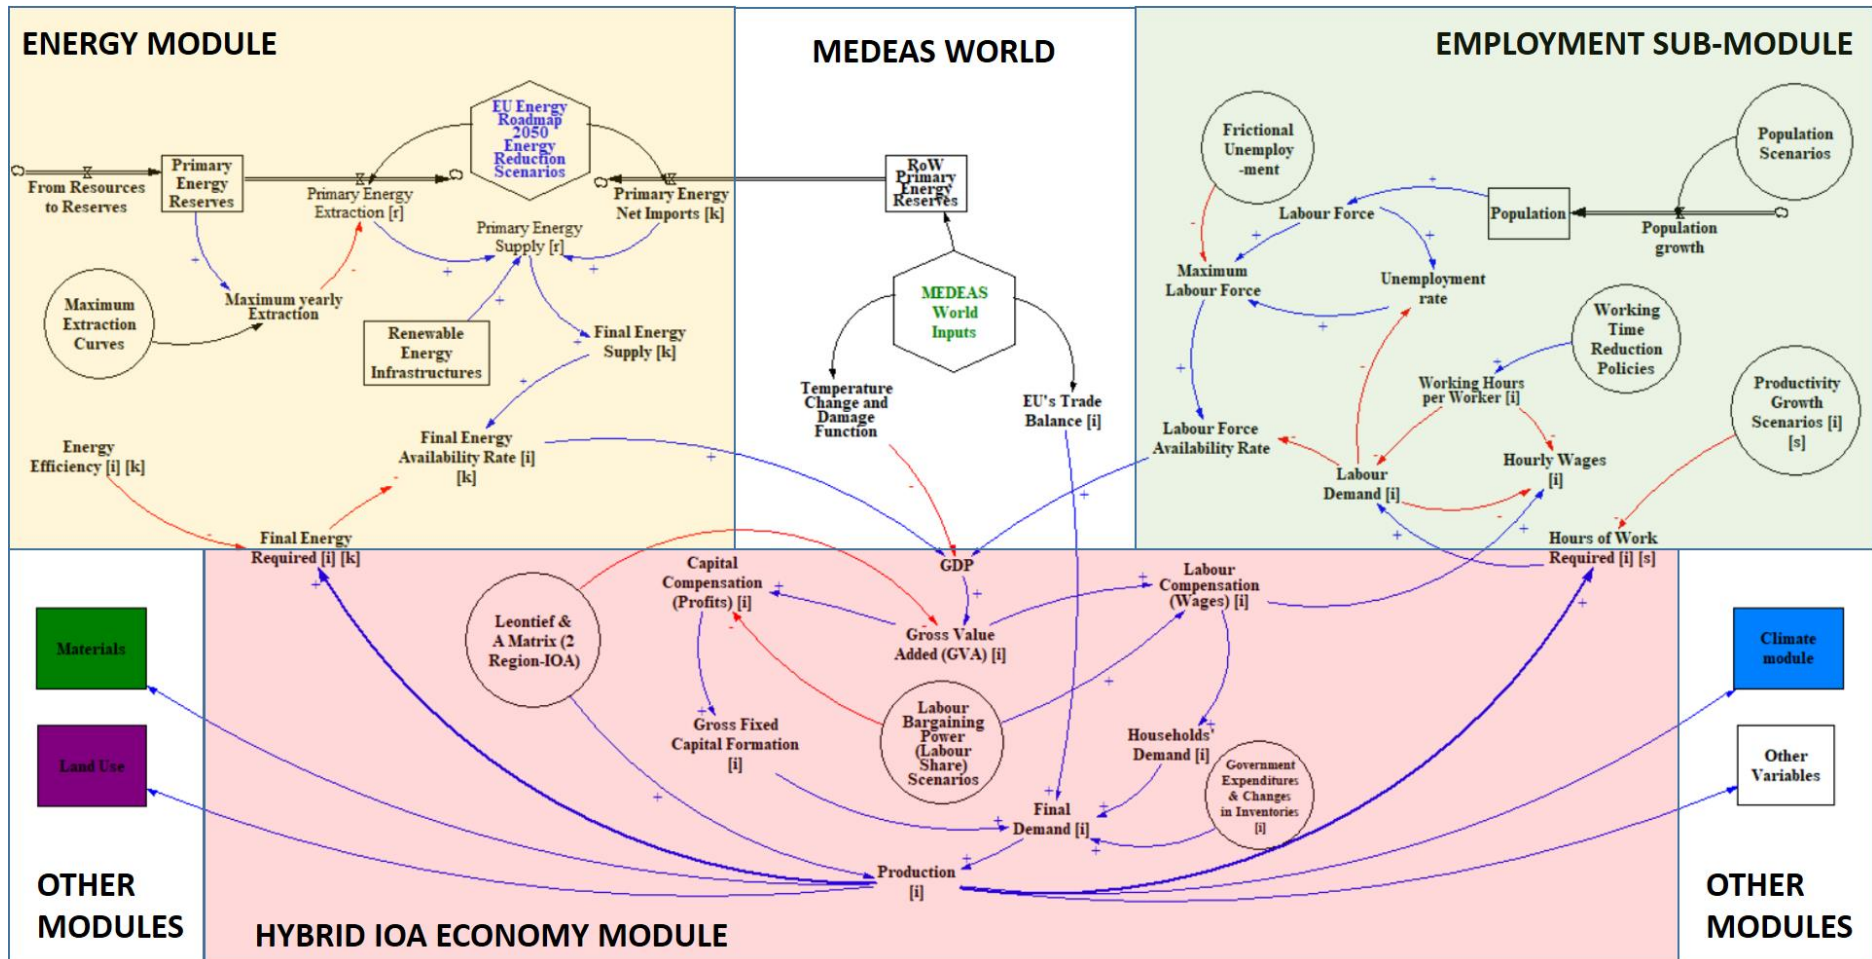 ENERGY MODULE
MEDEAS WORLD
EMPLOYMENT SUB-MODULE
EU Energy
Roadmap
2050
Energy
Reduction
Scenarios
From Resources
to Reserves
Primary
Energy
Reserves
Primary Energy
Extraction [r]
Primary Energy
Net Imports [k]
Primary Energy
Supply [r]
Maximum
Extraction
Curves
Maximum yearly
Extraction
Renewable
Energy
Infrastructures
Final Energy
Supply [k]
Energy
Efficiency [i] [k]
Final Energy
Availability Rate [i]
[k]
Final Energy
Required [i] [k]
RoW
Primary
Energy
Reserves
MEDEAS
World
Inputs
Temperature
Change and
Damage
Function
EU's Trade
Balance [i]
Frictional
Unemploy
-ment
Population
Scenarios
Labour Force
Population
Population
growth
Maximum
Labour Force
Unemployment
rate
Working
Time
Reduction
Policies
Working Hours
per Worker [i]
Productivity
Growth
Scenarios [i]
[s]
Labour Force
Availability Rate
Labour
Demand [i]
Hourly Wages
[i]
Hours of Work
Required [i] [s]
Capital
Compensation
(Profits) [i]
GDP
Labour
Compensation
(Wages) [i]
Leontief &
A Matrix (2
Region-IOA)
Gross Value
Added (GVA) [i]
Labour
Bargaining
Power
(Labour
Share)
Scenarios
Gross Fixed
Capital Formation
[i]
Households'
Demand [i]
Government
Expenditures
& Changes
in Inventories
[i]
Final
Demand [i]
Production
[i]
Materials
Land Use
Climate
module
Other
Variables
OTHER
MODULES
HYBRID IOA ECONOMY MODULE
OTHER
MODULES